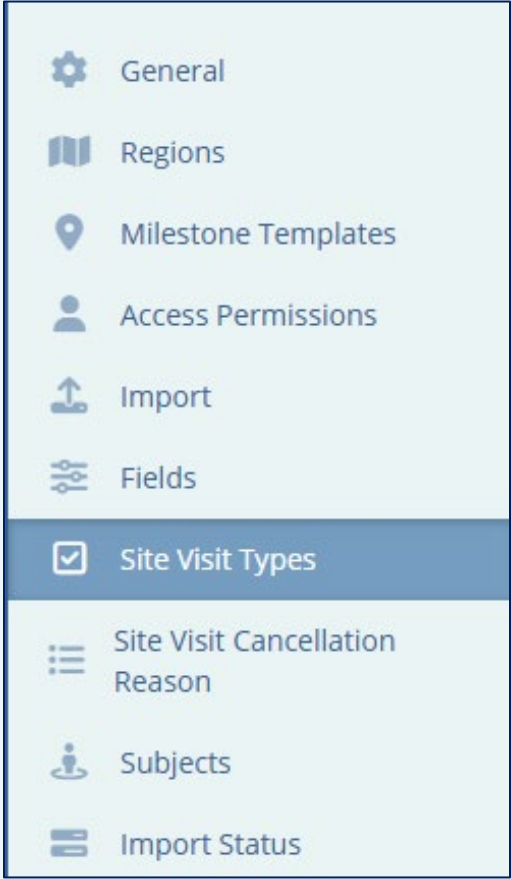 General
Regions
Milestone Templates
Access Permissions
Import
Fields
Site Visit Types
Site Visit Cancellation
Reason
Subjects
Import Status